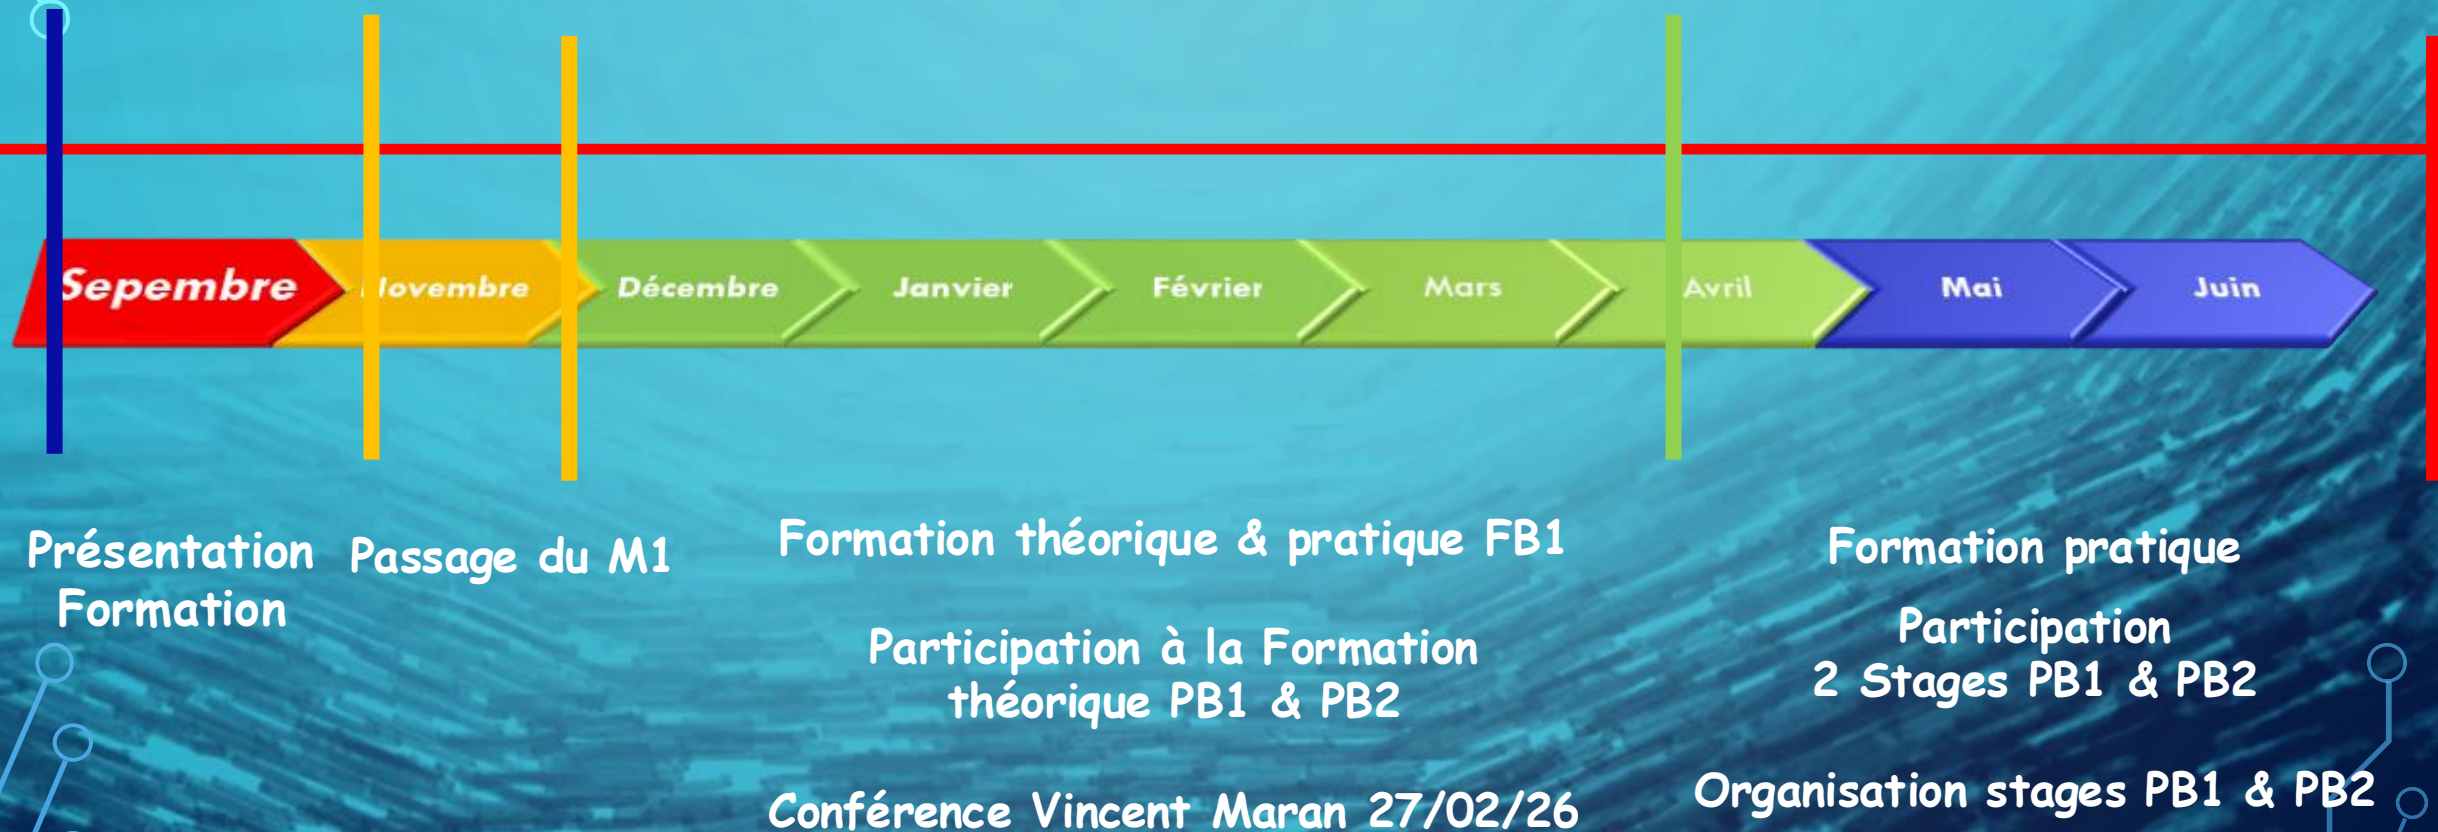 Sepembre
lovembre
Décembre
Janvier
Février
Mars
Avril
Mai
Juin
Présentation
Formation
Passage du M1
Formation théorique & pratique FB1
Participation à la Formation
théorique PB1 & PB2
Conférence Vincent Maran 27/02/26
Formation pratique
Participation
2 Stages PB1 & PB2
Organisation stages PB1 & PB2